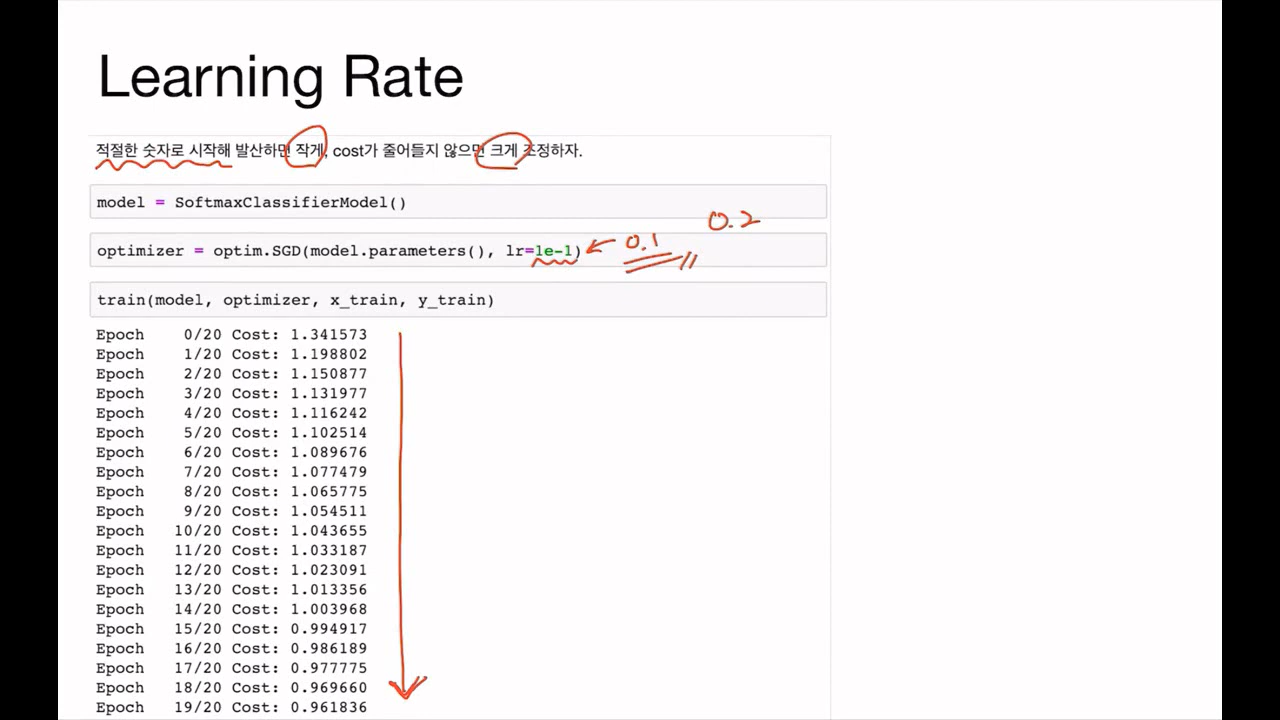 Learning Rate
적절한 숫자로 시작해 발산하면 작게, cost가 줄어들지 않으면 크게 조정하자.
model = SoftmaxClassifierModel()
0.2
optimizer = optim.SGD(model.parameters(), lr=1e-1) 0.1
train(model, optimizer, x_train, y_train)
Epoch    0/20 Cost: 1.341573
Epoch    1/20 Cost: 1.198802
Epoch    2/20 Cost: 1.150877
Epoch    3/20 Cost: 1.131977
Epoch    4/20 Cost: 1.116242
Epoch    5/20 Cost: 1.102514
Epoch    6/20 Cost: 1.089676
Epoch    7/20 Cost: 1.077479
Epoch    8/20 Cost: 1.065775
Epoch    9/20 Cost: 1.054511
Epoch   10/20 Cost: 1.043655
Epoch   11/20 Cost: 1.033187
Epoch   12/20 Cost: 1.023091
Epoch   13/20 Cost: 1.013356
Epoch   14/20 Cost: 1.003968
Epoch   15/20 Cost: 0.994917
Epoch   16/20 Cost: 0.986189
Epoch   17/20 Cost: 0.977775
Epoch   18/20 Cost: 0.969660
Epoch   19/20 Cost: 0.961836